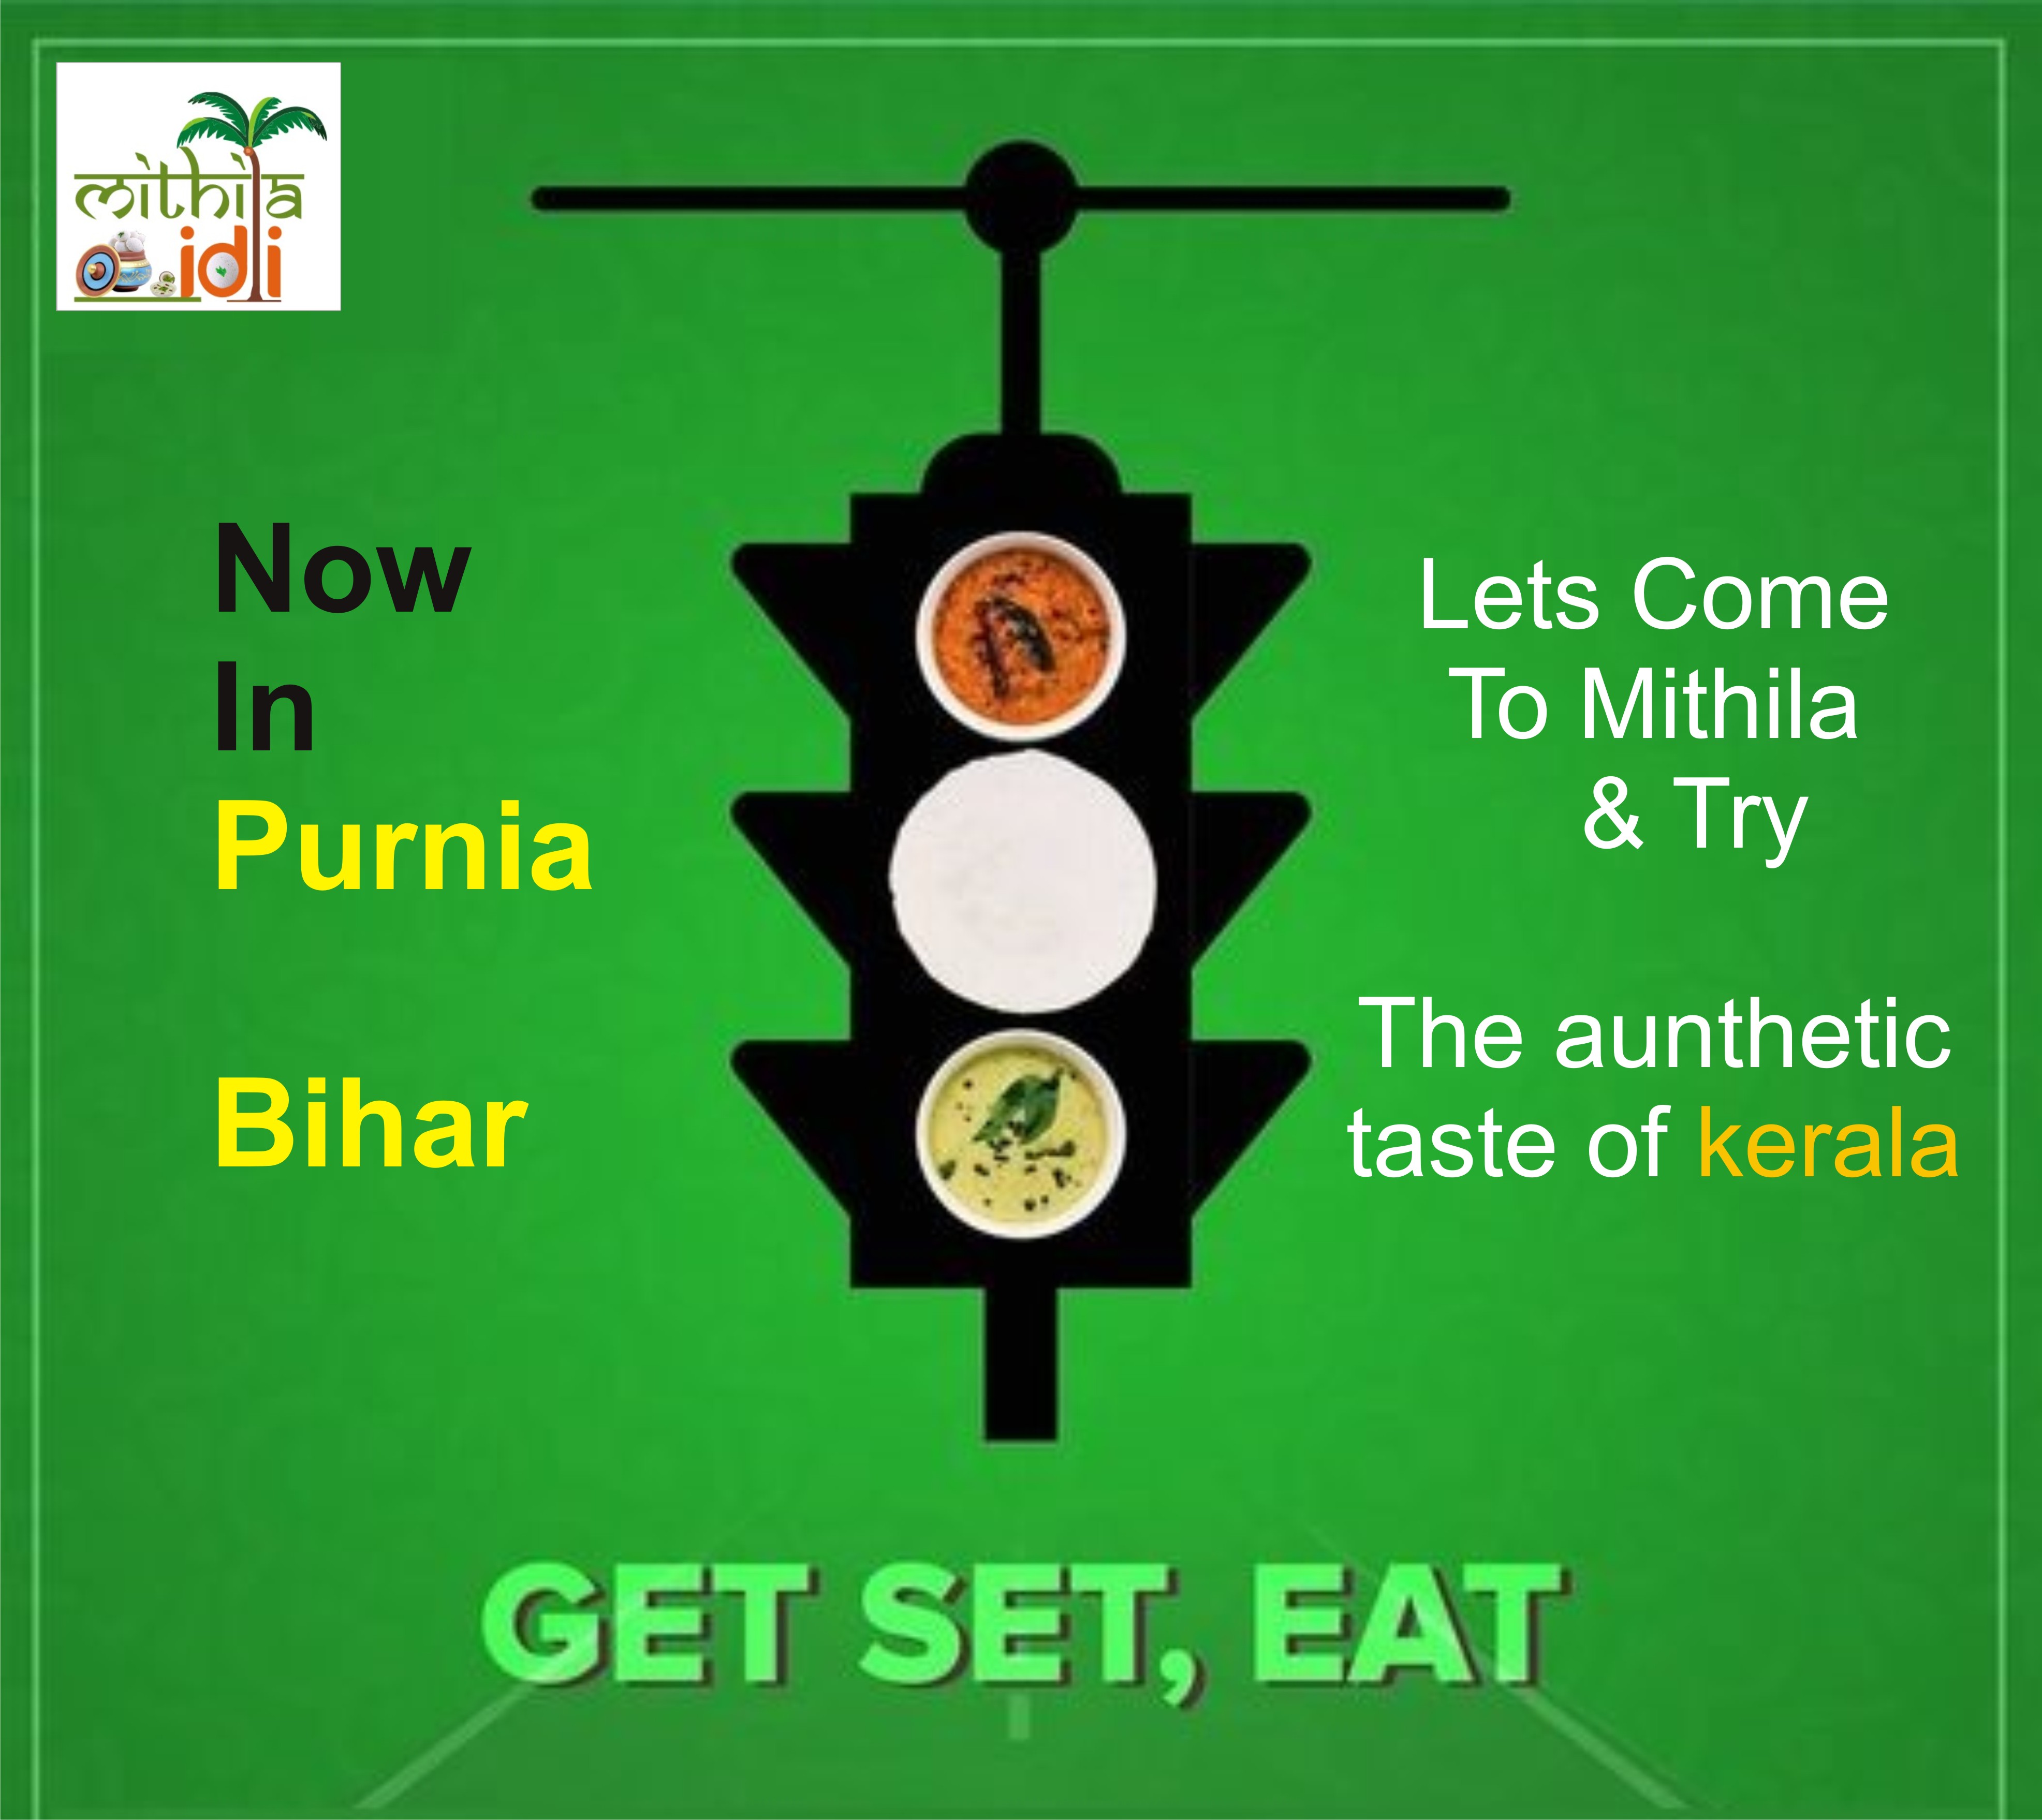 mithila
idli
Now
In
Purnia
Bihar
Lets Come
To Mithila
& Try
The aunthetic
taste of kerala
GET SET, EAT